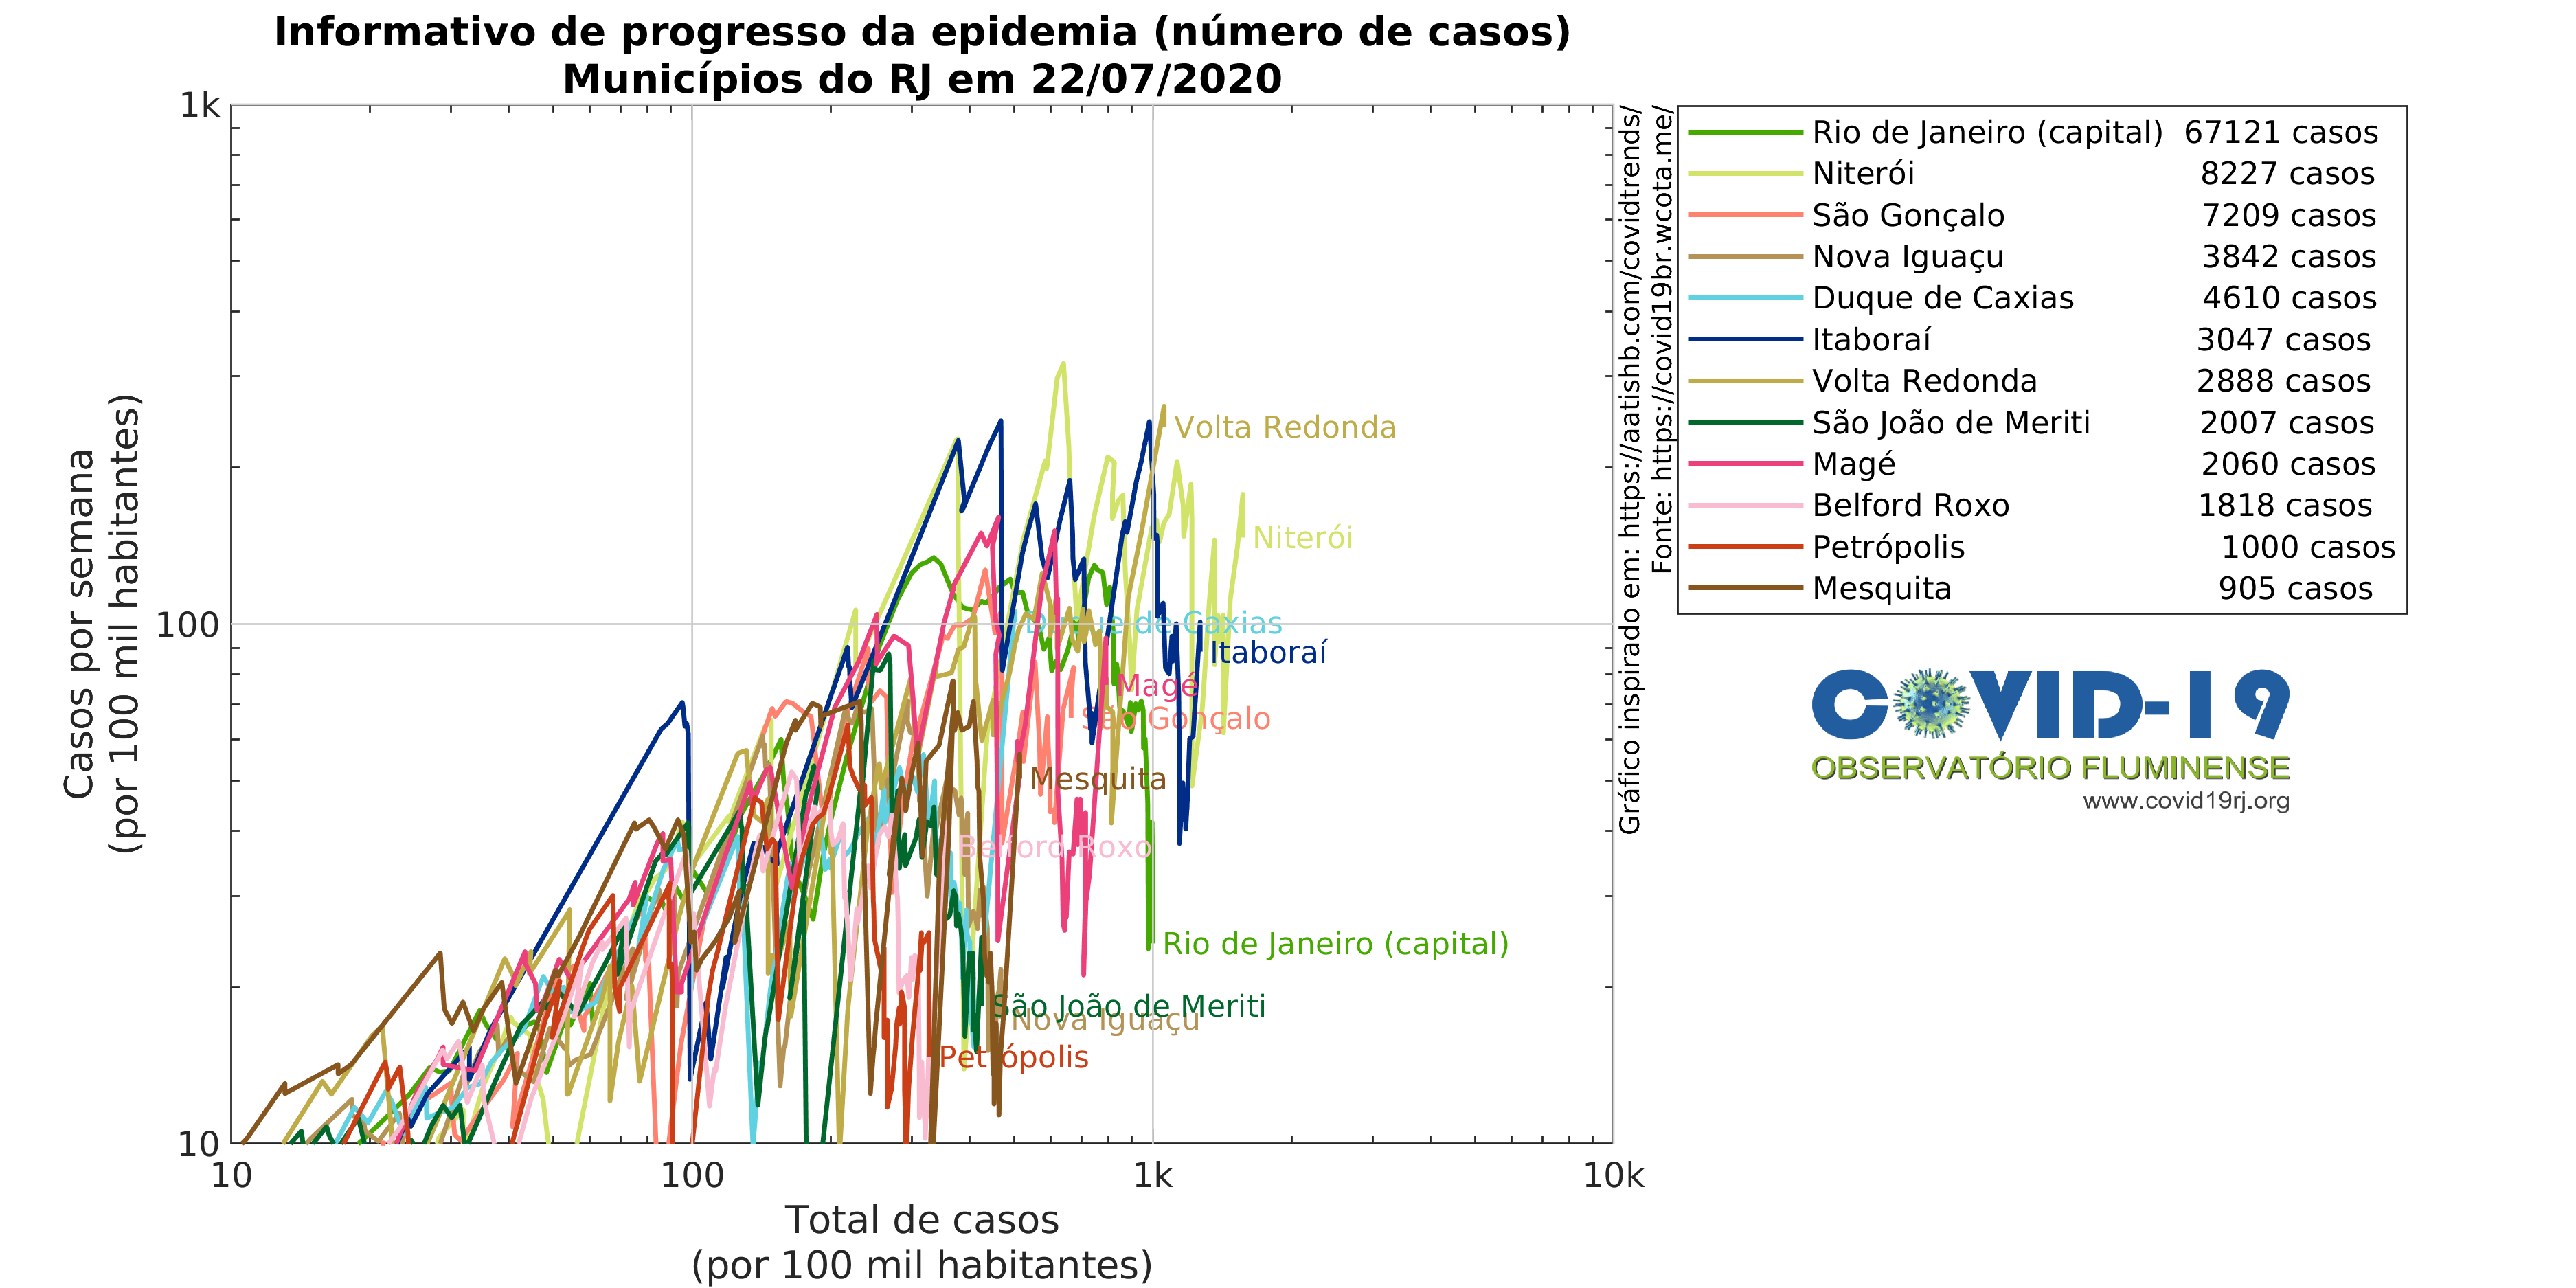 Informativo de progresso da epidemia (número de casos)
Municípios do RJ em 22/07/2020
1k
100
10
10
100
1k
10k
Casos por semana
(por 100 mil habitantes)
Total de casos
(por 100 mil habitantes)
Volta Redonda
Niterói
Duque de Caxias
Itaboraí
Magé
São Gonçalo
Mesquita
Belford Roxo
Rio de Janeiro (capital)
São João de Meriti
Nova Iguaçu
Petrópolis
Gráfico inspirado em: https://aatishb.com/covidtrends/
Fonte: https://covid19br.wcota.me/
Rio de Janeiro (capital) 67121 casos
Niterói 8227 casos
São Gonçalo 7209 casos
Nova Iguaçu 3842 casos
Duque de Caxias 4610 casos
Itaboraí 3047 casos
Volta Redonda 2888 casos
São João de Meriti 2007 casos
Magé 2060 casos
Belford Roxo 1818 casos
Petrópolis 1000 casos
Mesquita 905 casos
COVID-19
OBSERVATÓRIO FLUMINENSE
www.covid19rj.org